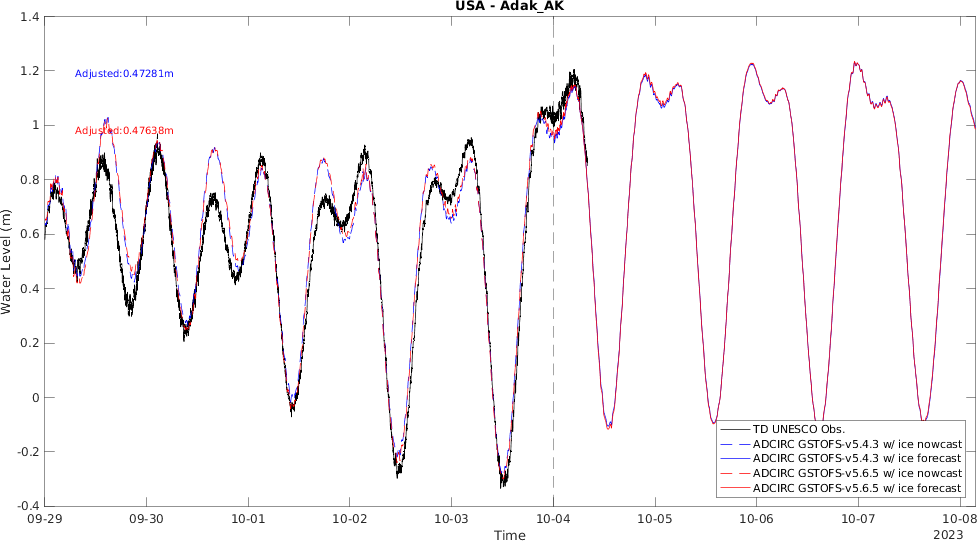 USA - Adak_AK
1.4
1.2
1
0.8
0.6
0.4
0.2
0
-0.2
-0.4
Water Level (m)
Adjusted:0.47281m
Adjusted:0.47638m
TD UNESCO Obs.
ADCIRC GSTOFS-v5.4.3 w/ ice nowcast
ADCIRC GSTOFS-v5.4.3 w/ ice forecast
ADCIRC GSTOFS-v5.6.5 w/ ice nowcast
ADCIRC GSTOFS-v5.6.5 w/ ice forecast
09-29 09-30 10-01 10-02 10-03 10-04 10-05 10-06 10-07 10-08
Time
2023